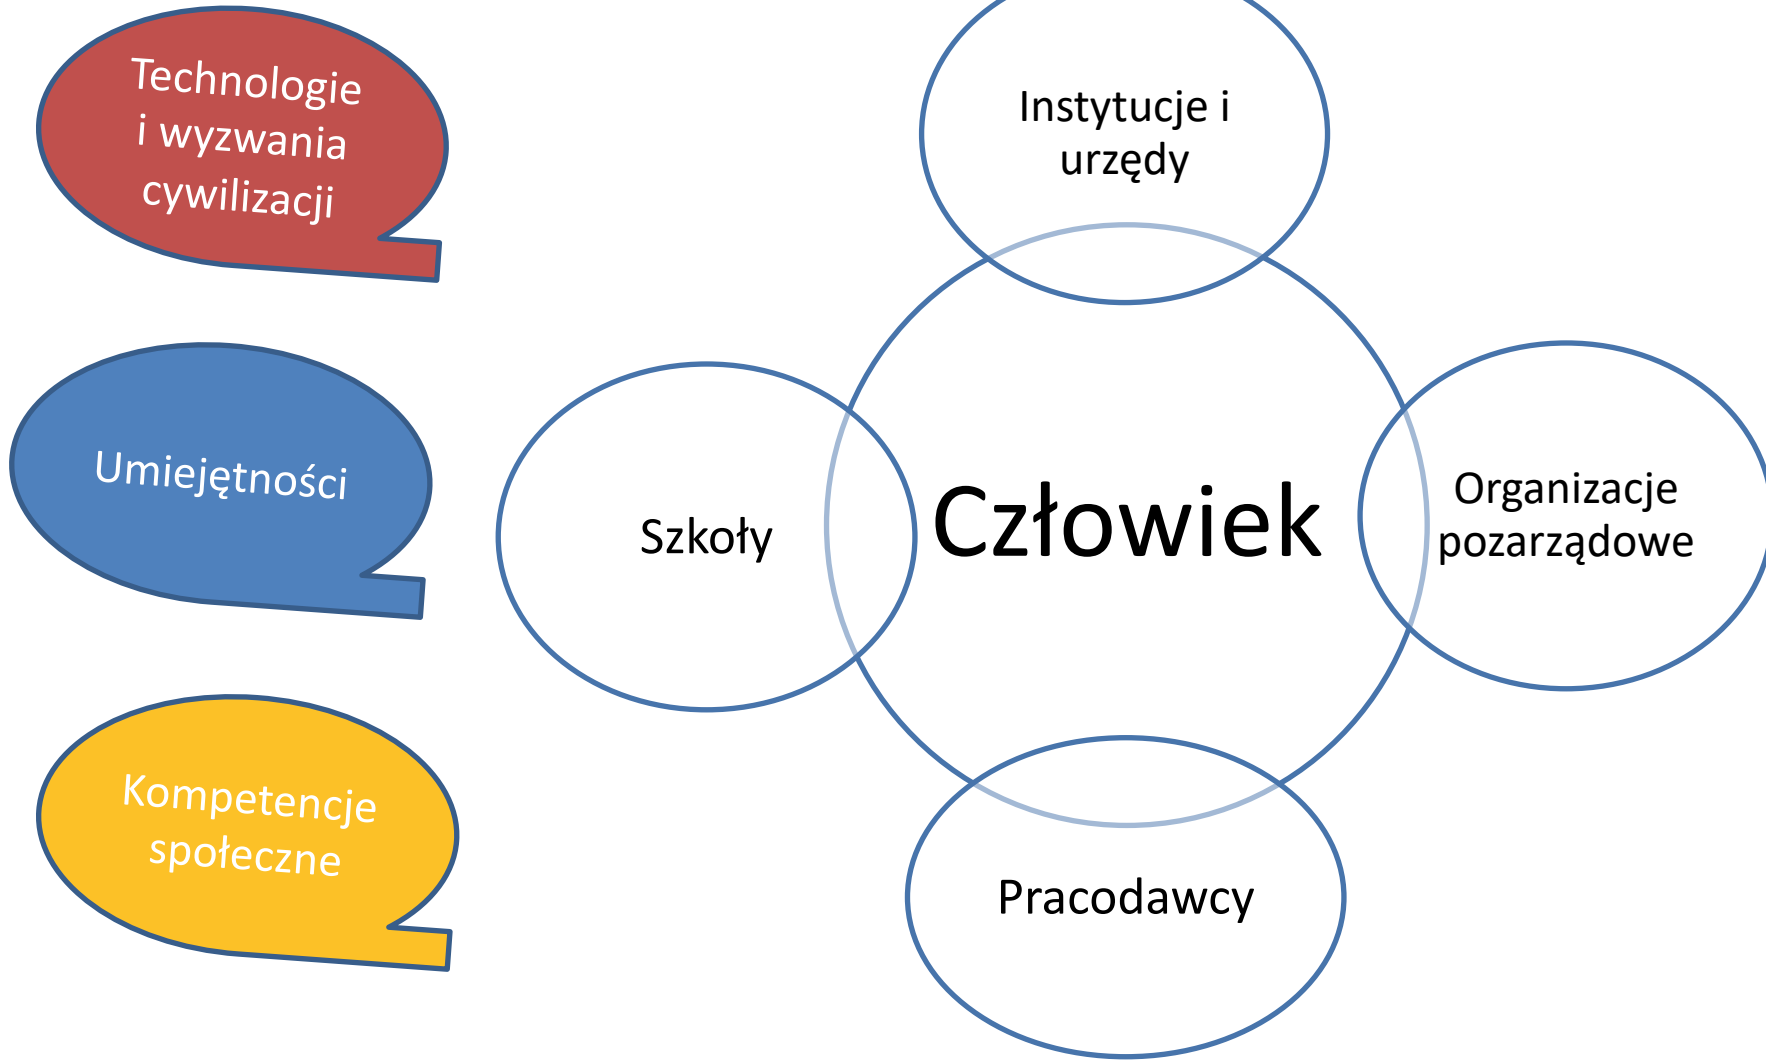 Technologie
i wyzwania
cywilizacji
Umiejętności
Kompetencje
społeczne
Instytucje i
urzędy
Szkoły
Człowiek
Organizacje
pozarządowe
Pracodawcy